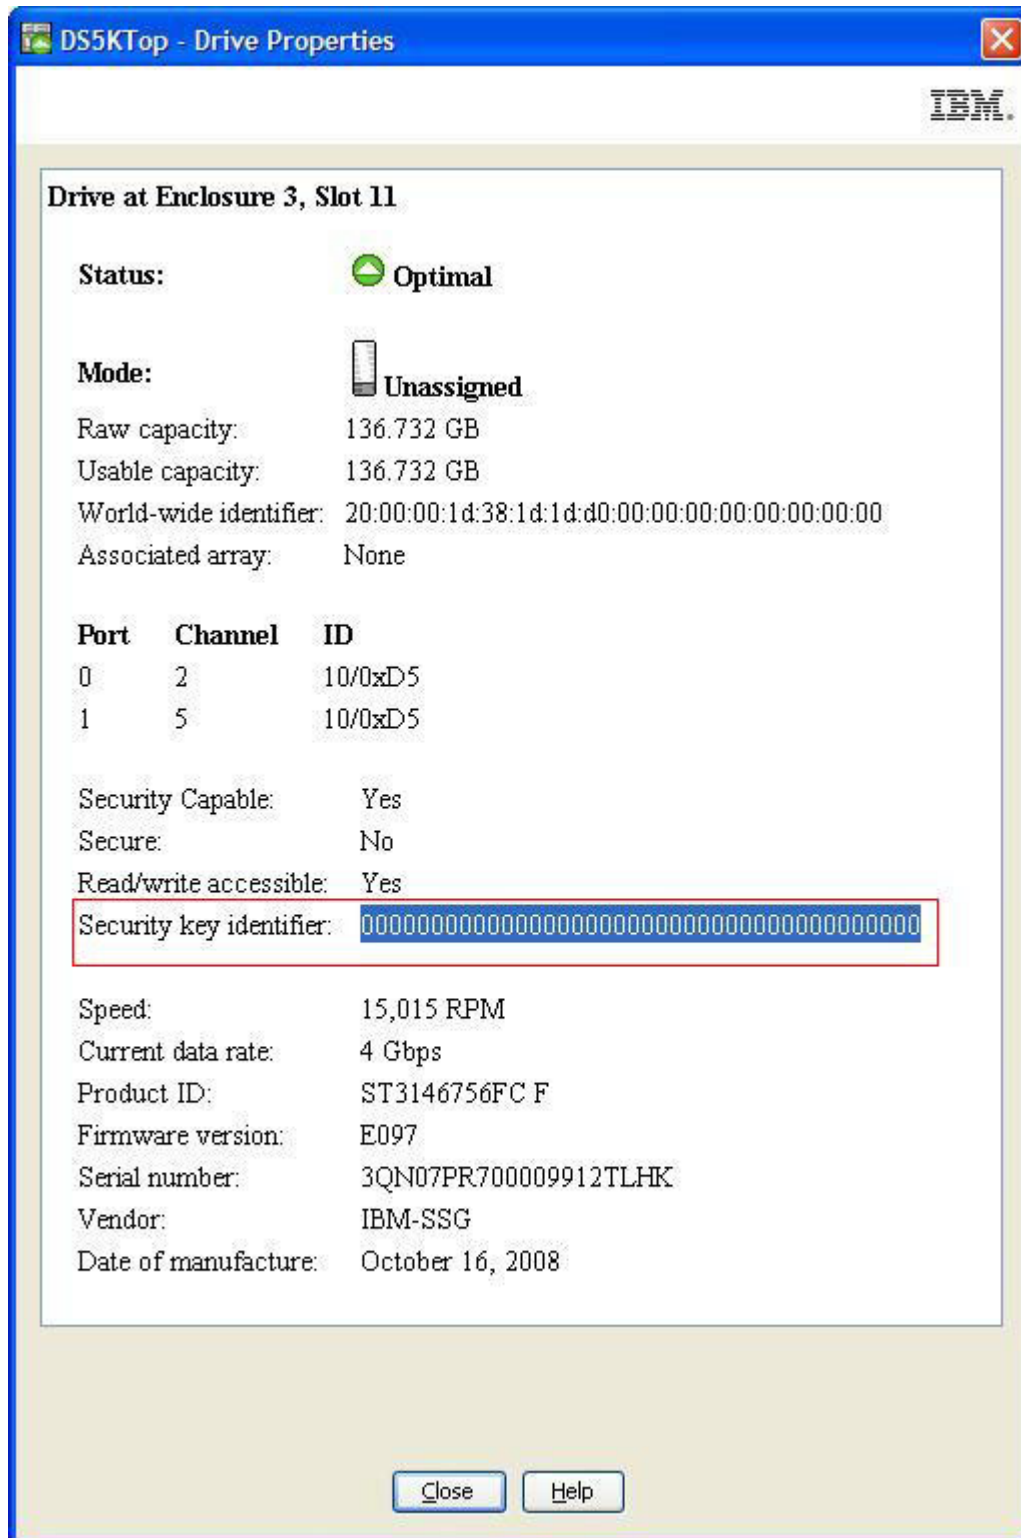 DS5KTop - Drive Properties
IBM.
Drive at Enclosure 3, Slot 11
Status: Optimal
Mode: Unassigned
Raw capacity: 136.732 GB
Usable capacity: 136.732 GB
World-wide identifier: 20:00:00:1d:38:1d:1d:d0:00:00:00:00:00:00:00:00
Associated array: None
Port Channel ID
0 2 10/0xD5
1 5 10/0xD5
Security Capable: Yes
Secure: No
Read/write accessible: Yes
Security key identifier: 0000000000000000000000000000000000000000
Speed: 15,015 RPM
Current data rate: 4 Gbps
Product ID: ST3146756FC F
Firmware version: E097
Serial number: 3QN07PR700009912TLHK
Vendor: IBM-SSG
Date of manufacture: October 16, 2008
Close Help